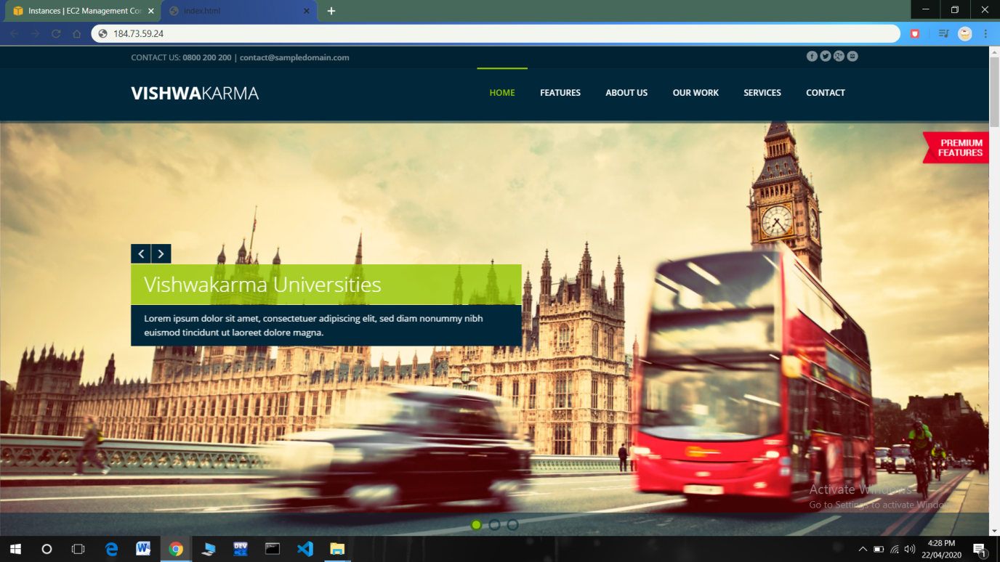 Instances | EC2 Management Con
index.html
184.73.59.24
CONTACT US: 0800 200 200 | contact@sampledomain.com
VISHWAKARMA
HOME FEATURES ABOUT US OUR WORK SERVICES CONTACT
PREMIUM
FEATURES
Vishwakarma Universities
Lorem ipsum dolor sit amet, consectetuer adipiscing elit, sed diam nonummy nibh
euismod tincidunt ut laoreet dolore magna.
Activate Windows
Go to Settings to activate Windows
DEV
4:28 PM
22/04/2020
1